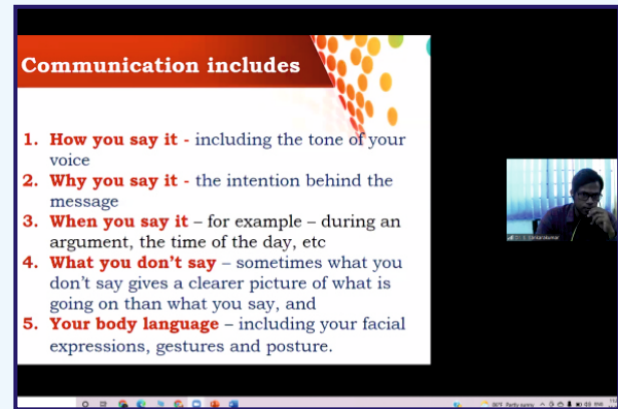 Communication includes
1. How you say it - including the tone of your
voice
2. Why you say it - the intention behind the
message
3. When you say it – for example – during an
argument, the time of the day, etc
4. What you don’t say – sometimes what you
don’t say gives a clearer picture of what is
going on than what you say, and
5. Your body language – including your facial
expressions, gestures and posture.
Partly sunny